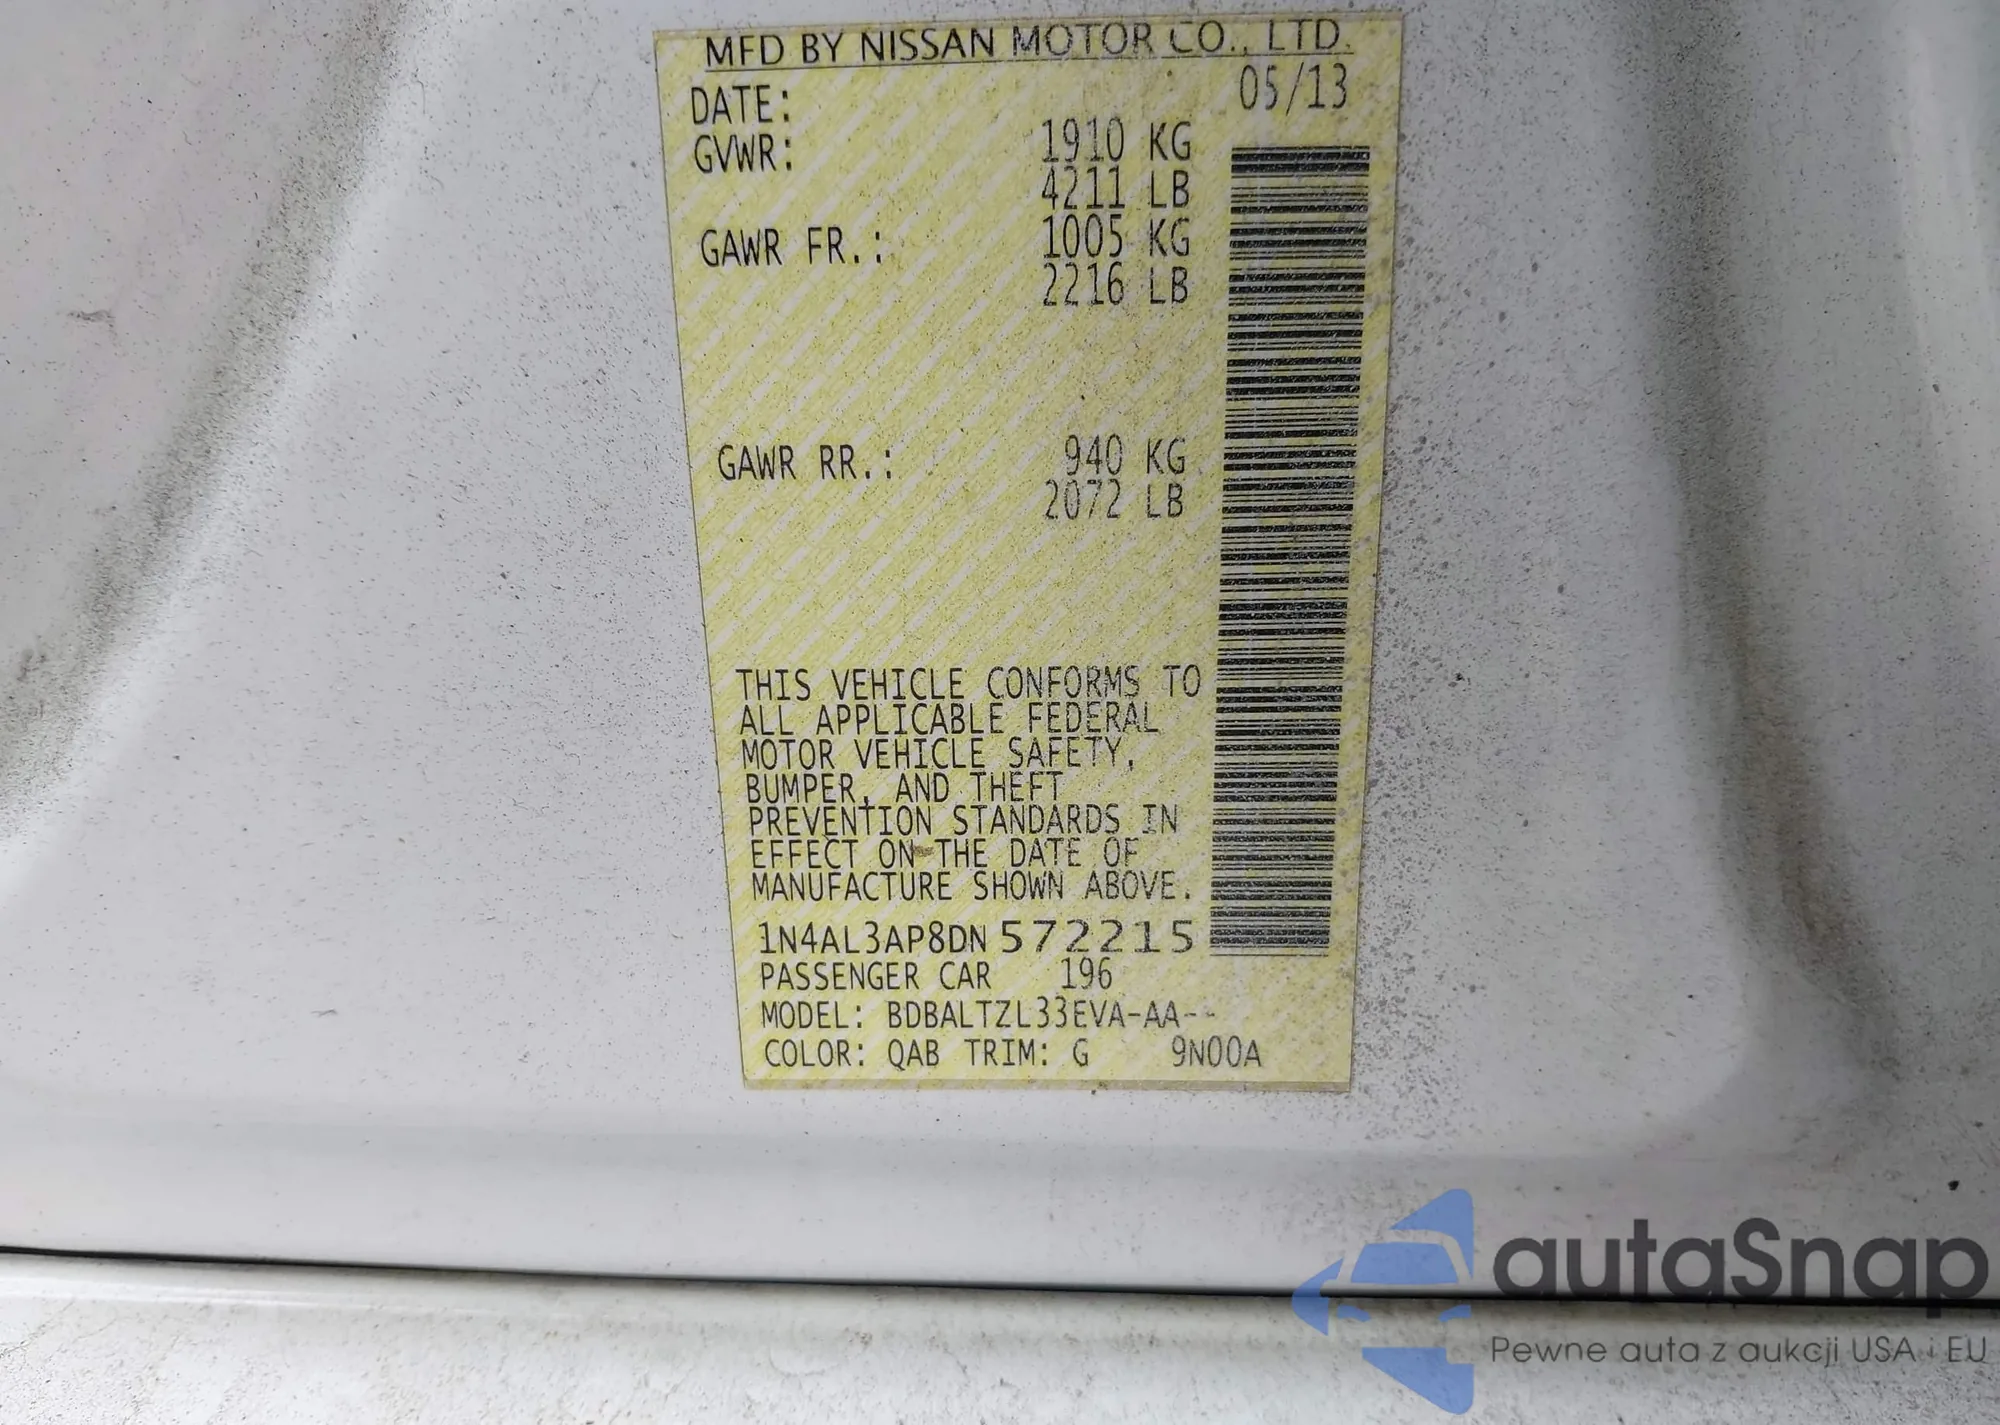 MFD BY NISSAN MOTOR CO., LTD.
DATE: 05/13
GVWR: 1910 KG
4211 LB
GAWR FR.: 1005 KG
2216 LB
GAWR RR.: 940 KG
2072 LB
THIS VEHICLE CONFORMS TO
ALL APPLICABLE FEDERAL
MOTOR VEHICLE SAFETY,
BUMPER, AND THEFT
PREVENTION STANDARDS IN
EFFECT ON THE DATE OF
MANUFACTURE SHOWN ABOVE.
1N4AL3AP8DN572215
PASSENGER CAR 196
MODEL: BDBALTZL33EVA-AA--
COLOR: QAB TRIM: G 9N00A
autaSnap
Pewne auta z aukcji USA i EU